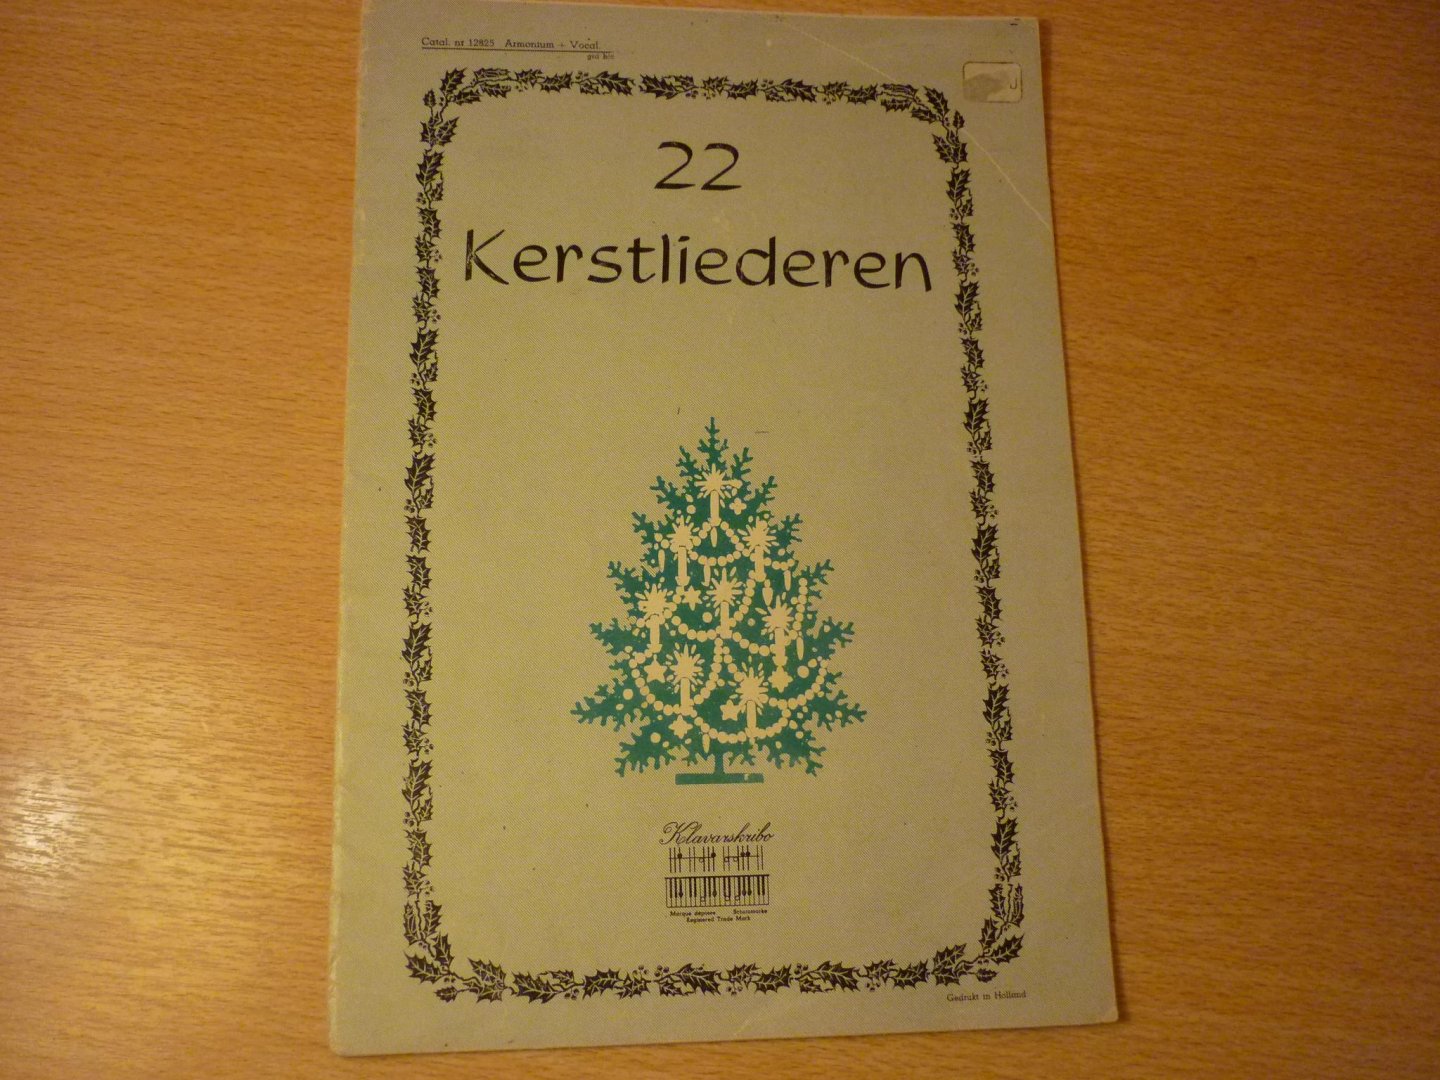 Catal. nr 12825 Armonium + Vocal.
J
22
Kerstliederen
Klavarskribo
Marque déposée Schutzmarke
Registered Trade Mark
Gedrukt in Holland